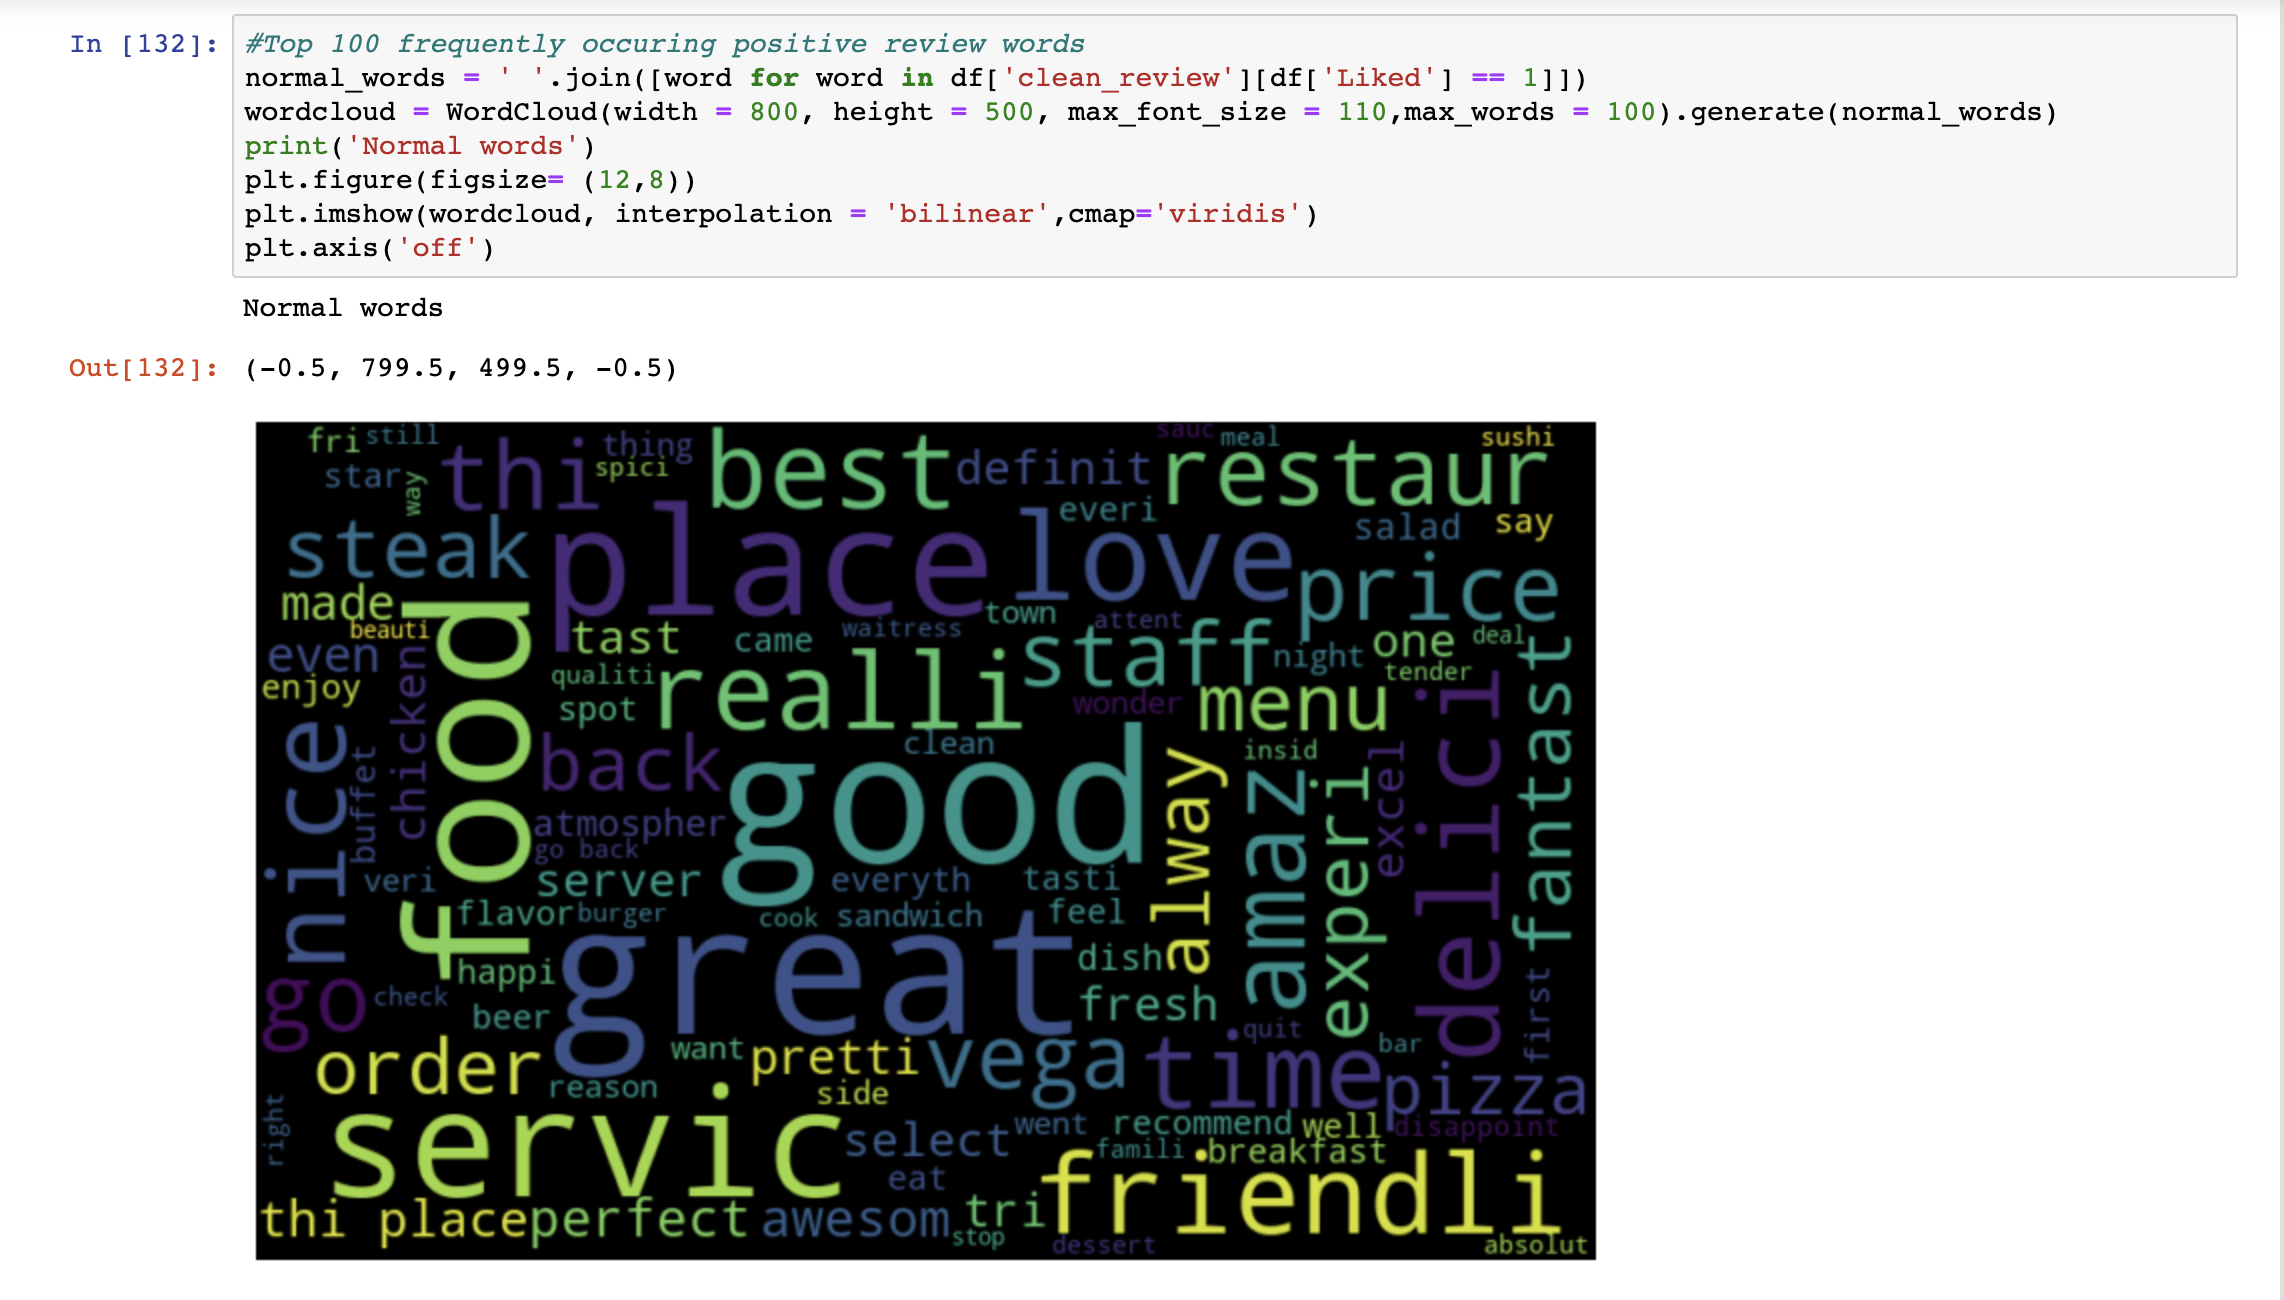 In [132]:
#Top 100 frequently occuring positive review words
normal_words = ' '.join([word for word in df['clean_review'][df['Liked'] == 1]])
wordcloud = WordCloud(width = 800, height = 500, max_font_size = 110,max_words = 100).generate(normal_words)
print('Normal words')
plt.figure(figsize= (12,8))
plt.imshow(wordcloud, interpolation = 'bilinear',cmap='viridis')
plt.axis('off')
Normal words
Out[132]: (-0.5, 799.5, 499.5, -0.5)
fri
still
star
way
thi
thing
spici
best
definit
sauc
meal
restaur
sushi
everi
salad
say
steak
place
love
price
made
beauti
food
tast
came
waitress
town
attent
staff
night
one
deal
tender
even
enjoy
chicken
qualiti
spot
realli
wonder
menu
fantast
nice
buffet
back
clean
good
alway
insid
amaz
experi
excel
delici
atmospher
go back
veri
server
everyth
tasti
flavor
burger
cook
sandwich
feel
happi
great
dish
fresh
go
check
beer
quit
first
bar
order
want
pretti
vega
time
pizza
reason
side
right
servic
select
went
recommend
well
disappoint
famili
breakfast
eat
friendli
thi place
perfect
awesom
tri
stop
dessert
absolut